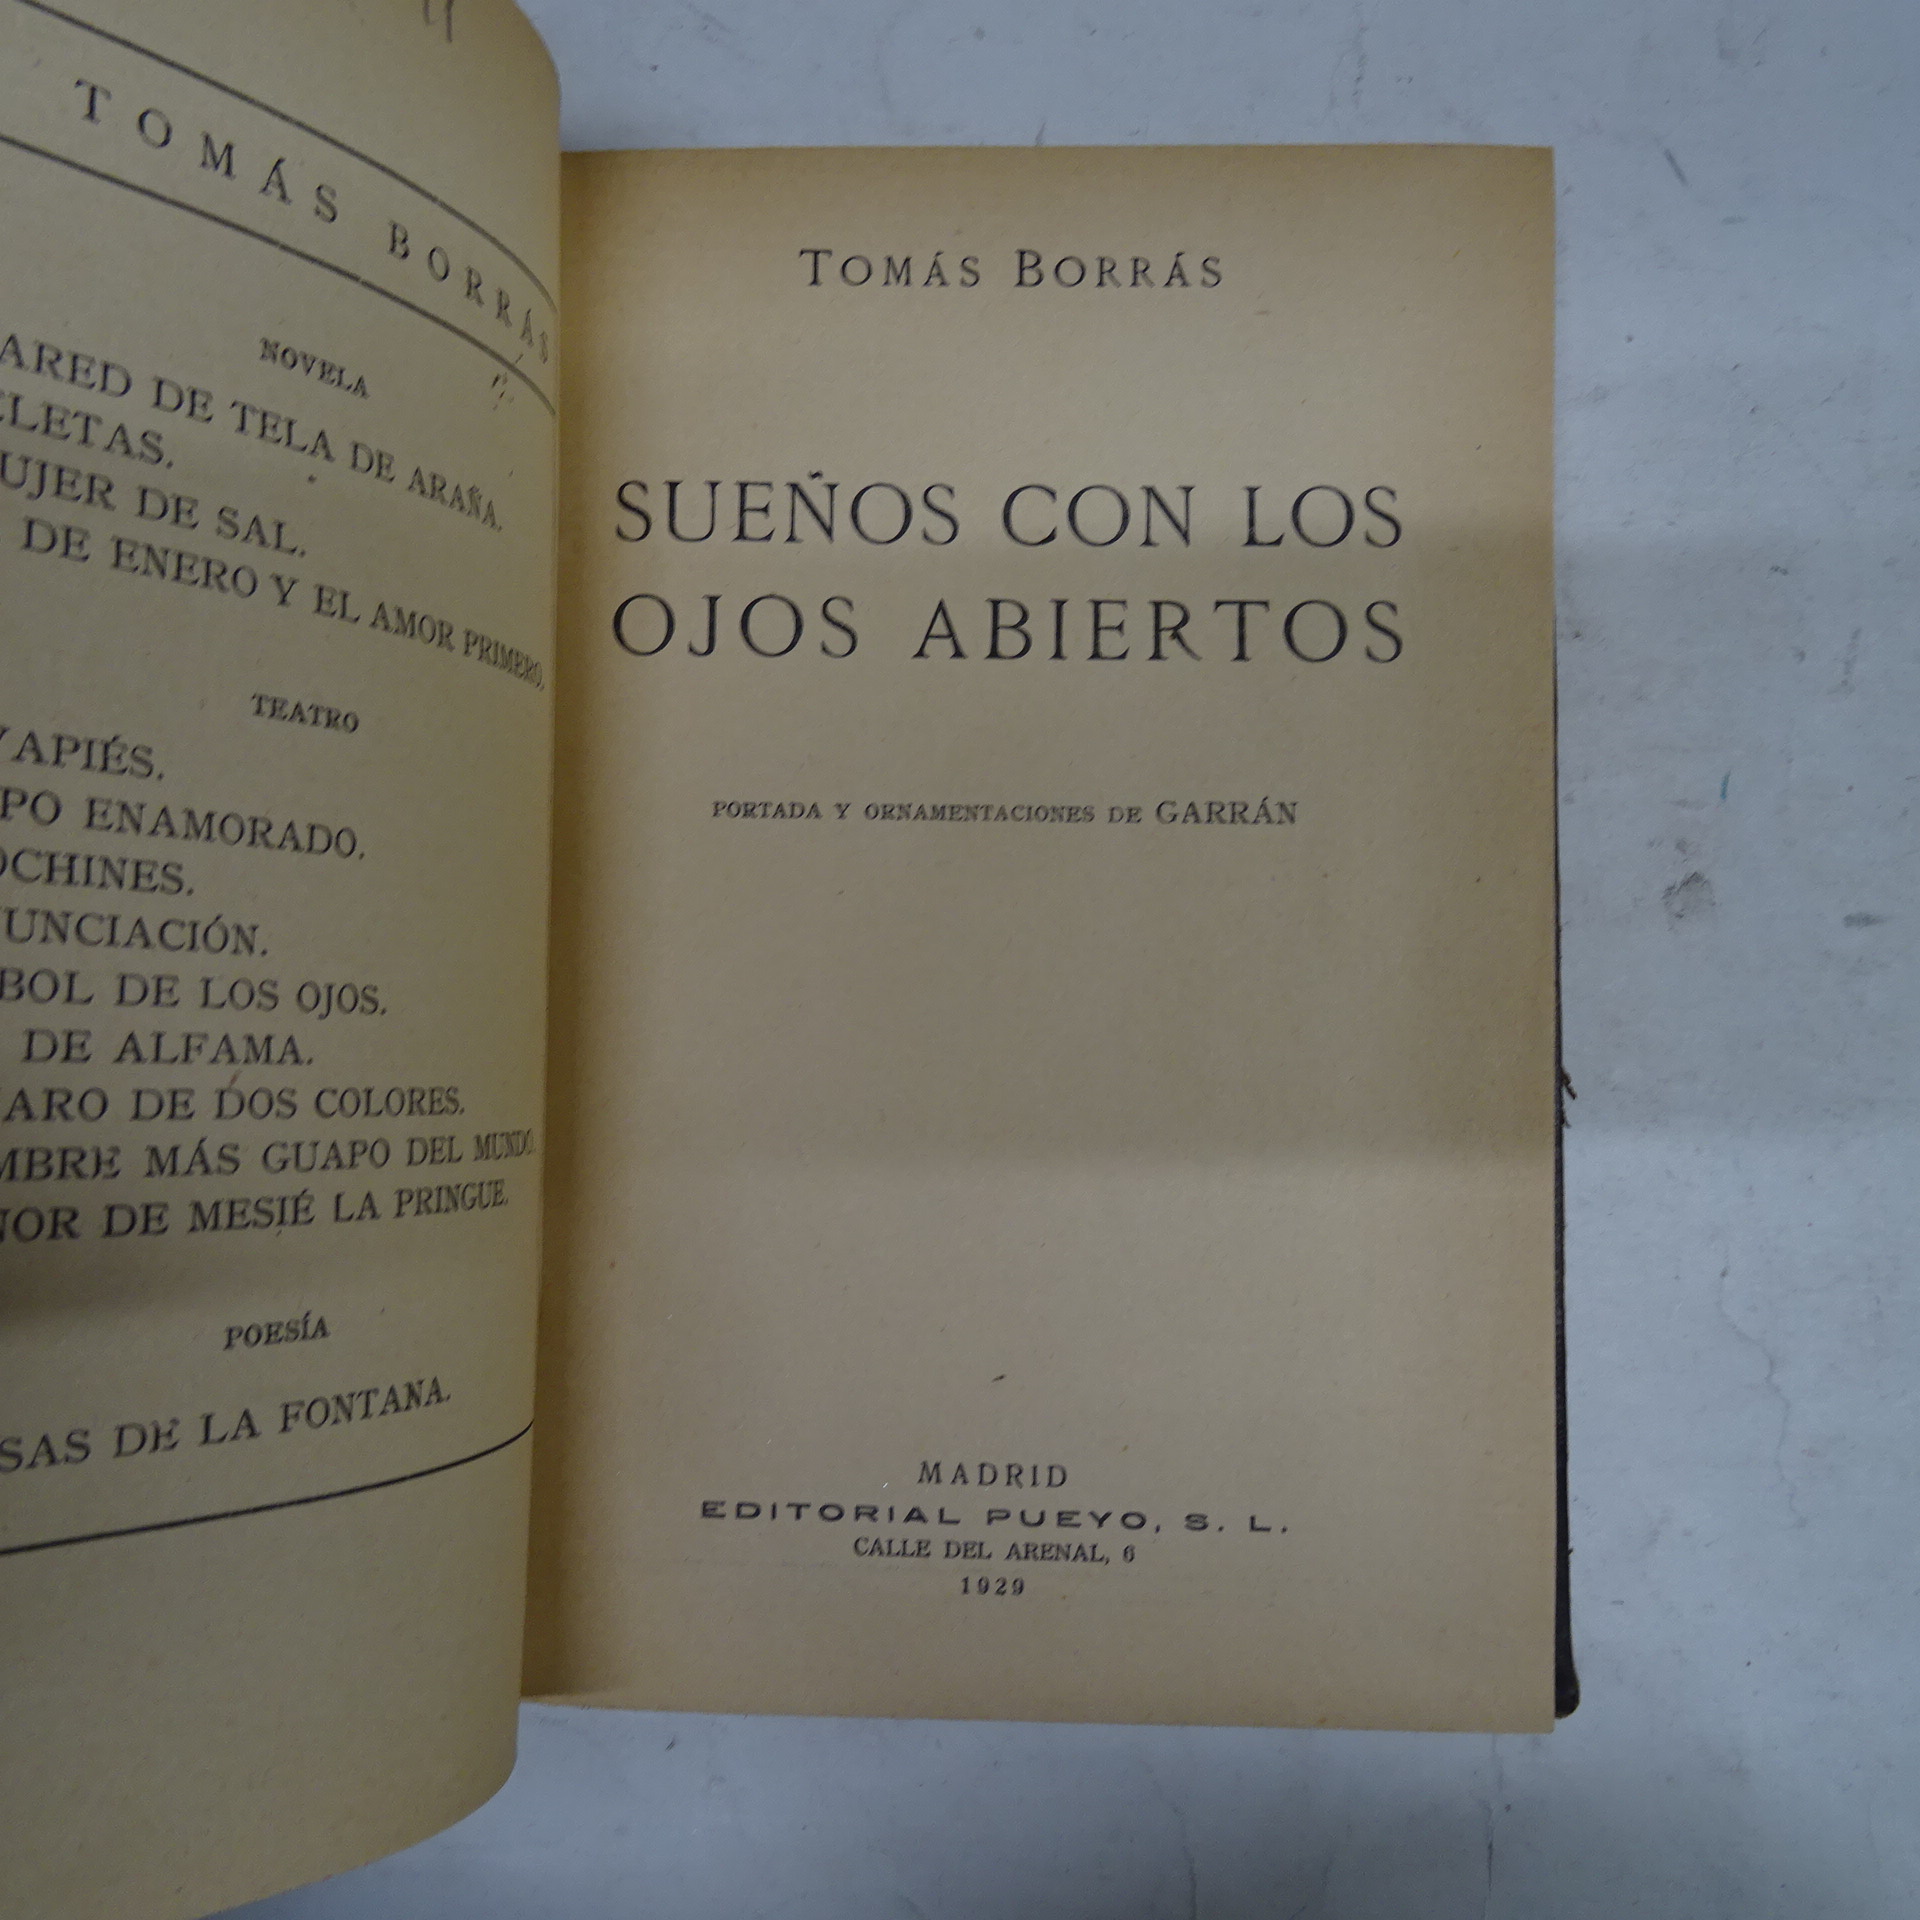 TOMÁS BORRÁS
NOVELA
ARED DE TELA DE ARAÑA.
LETAS.
UJER DE SAL.
DE ENERO Y EL AMOR PRIMERO.
TEATRO
VAPIÉS.
PO ENAMORADO.
OCHINES.
UNCIACIÓN.
BOL DE LOS OJOS.
DE ALFAMA.
ARO DE DOS COLORES.
MBRE MÁS GUAPO DEL MUNDO.
NOR DE MESIÉ LA PRINGUE.
POESÍA
SAS DE LA FONTANA.
TOMÁS BORRÁS
SUEÑOS CON LOS
OJOS ABIERTOS
PORTADA Y ORNAMENTACIONES DE GARRÁN
MADRID
EDITORIAL PUEYO, S. L.
CALLE DEL ARENAL, 6
1929